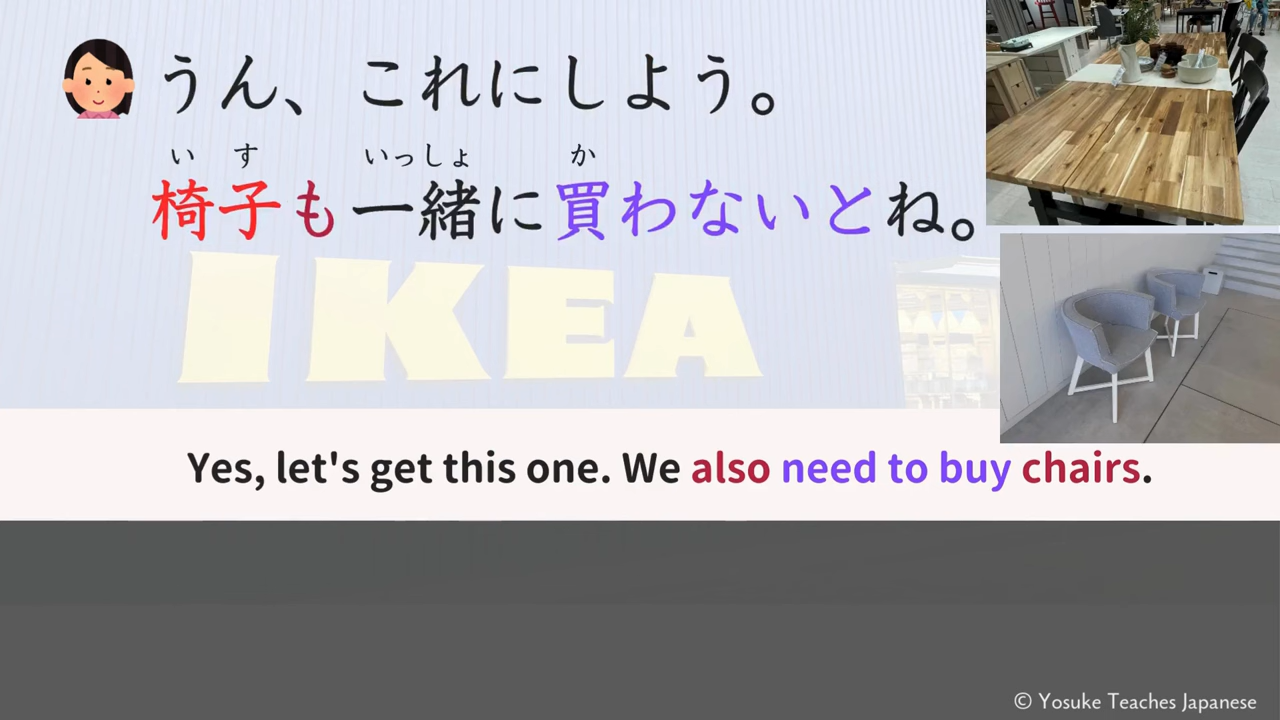 うん、これにしよう。
いす いっしょ か
椅子も一緒に買わないとね。
IKEA
Yes, let's get this one. We also need to buy chairs.
© Yosuke Teaches Japanese